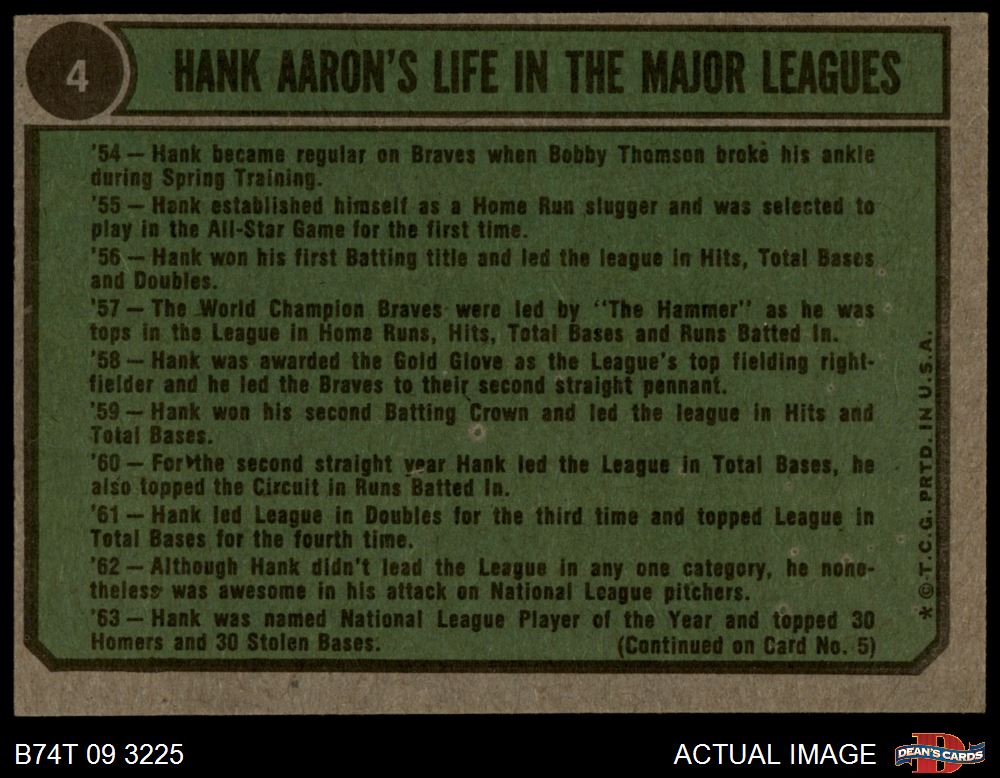 4
HANK AARON'S LIFE IN THE MAJOR LEAGUES
'54 — Hank became regular on Braves when Bobby Thomson broke his ankle
during Spring Training.
'55 — Hank established himself as a Home Run slugger and was selected to
play in the All-Star Game for the first time.
'56 — Hank won his first Batting title and led the league in Hits, Total Bases
and Doubles.
'57 — The World Champion Braves were led by "The Hammer" as he was
tops in the League in Home Runs, Hits, Total Bases and Runs Batted In.
'58 — Hank was awarded the Gold Glove as the League's top fielding right-
fielder and he led the Braves to their second straight pennant.
'59 — Hank won his second Batting Crown and led the league in Hits and
Total Bases.
'60 — For the second straight year Hank led the League in Total Bases, he
also topped the Circuit in Runs Batted In.
'61 — Hank led League in Doubles for the third time and topped League in
Total Bases for the fourth time.
'62 — Although Hank didn't lead the League in any one category, he none-
theless was awesome in his attack on National League pitchers.
'63 — Hank was named National League Player of the Year and topped 30
Homers and 30 Stolen Bases. (Continued on Card No. 5)
* © T.C.G. PRTD. IN U.S.A.
B74T 09 3225
ACTUAL IMAGE
DEAN'S CARDS